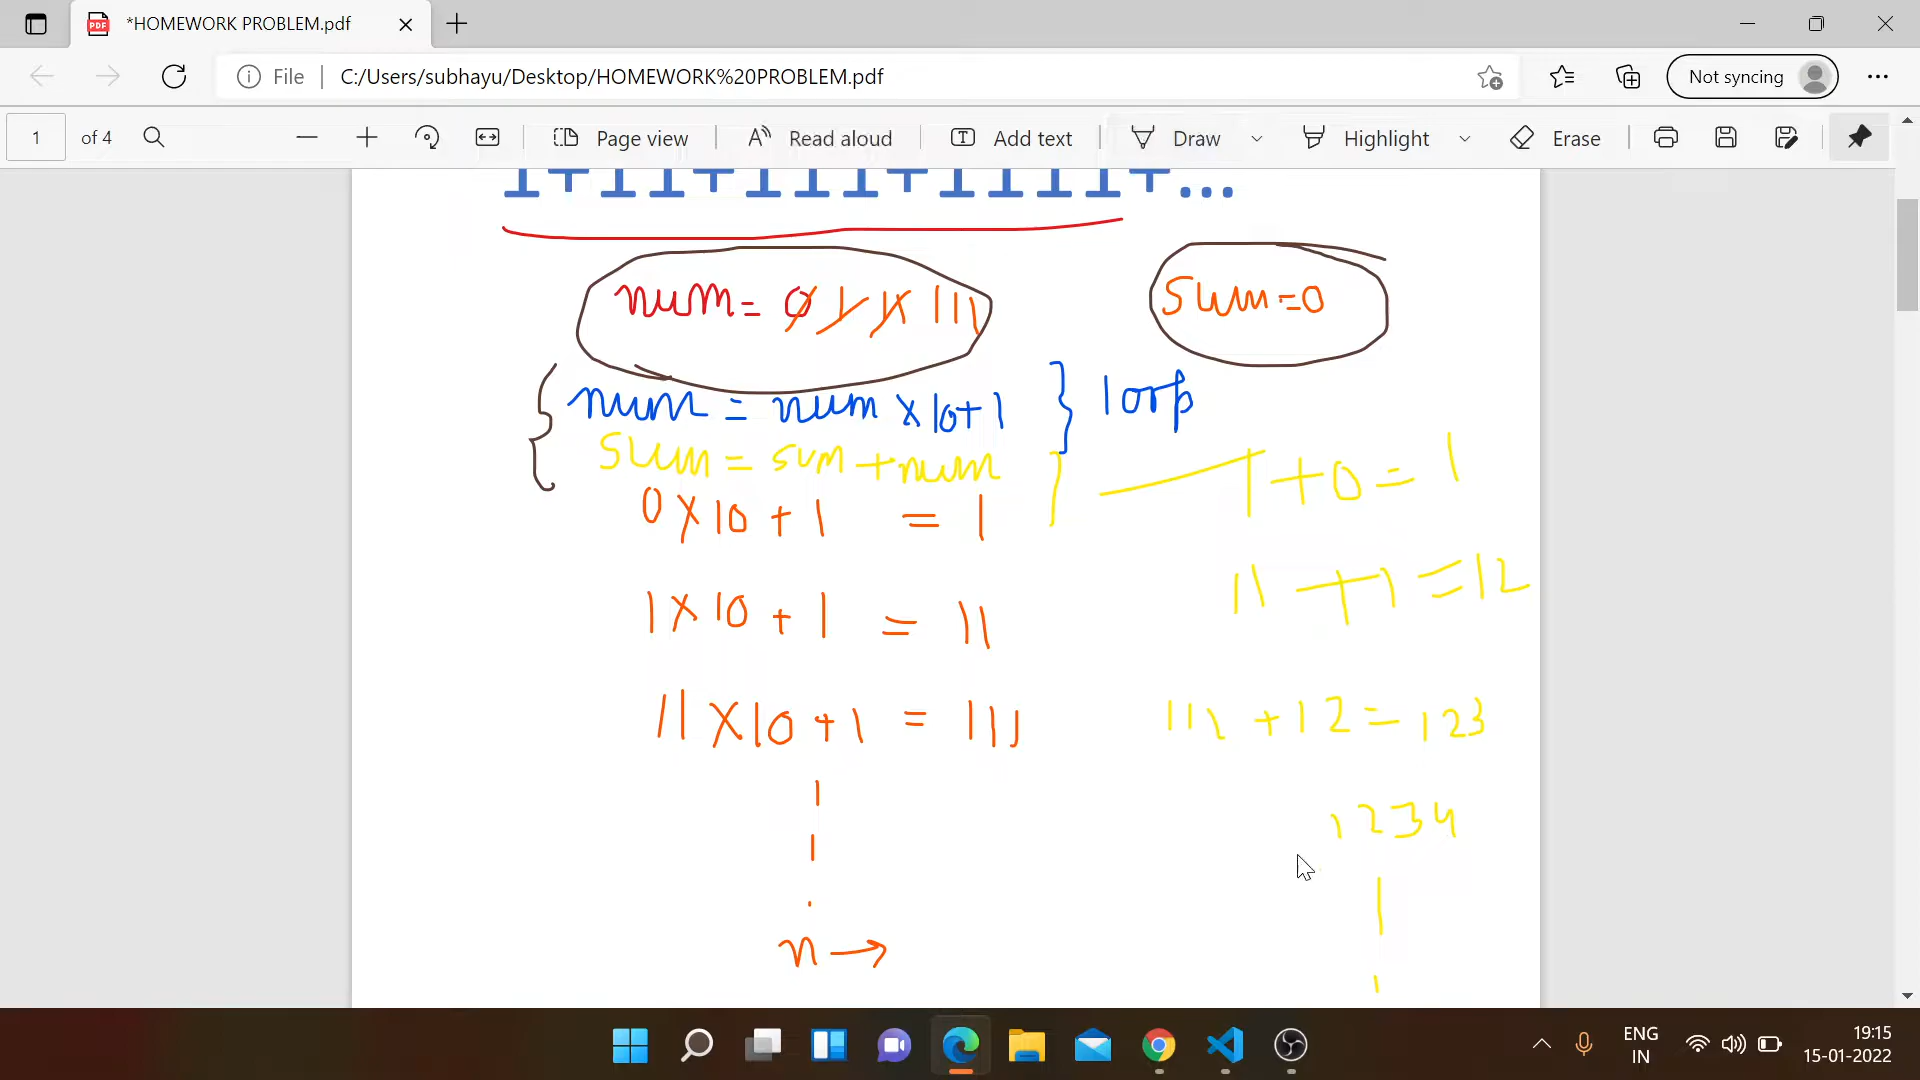 *HOMEWORK PROBLEM.pdf
File | C:/Users/subhayu/Desktop/HOMEWORK%20PROBLEM.pdf
Not syncing
1 of 4
Page view
Read aloud
Add text
Draw
Highlight
Erase
1+11+111+1111+...
num = 0 1 11 111
sum=0
num = num x 10+1 } loop
sum = sum + num
1+0=1
0 X 10 + 1 = 1
11 + 1 = 12
1 X 10 + 1 = 11
11 X 10 + 1 = 111
111 + 12 = 123
1234
n →
ENG
IN
19:15
15-01-2022